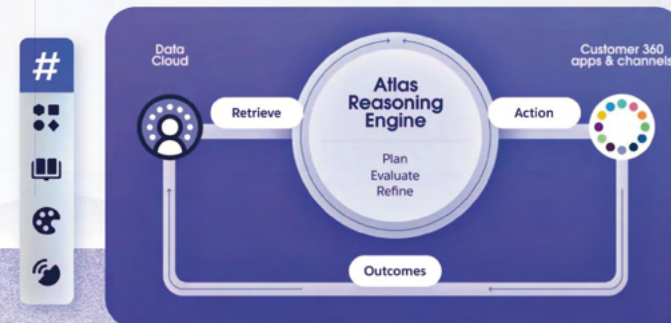 #
Data
Cloud
Customer 360
apps & channels
Retrieve
Atlas
Reasoning
Engine
Action
Plan
Evaluate
Refine
Outcomes